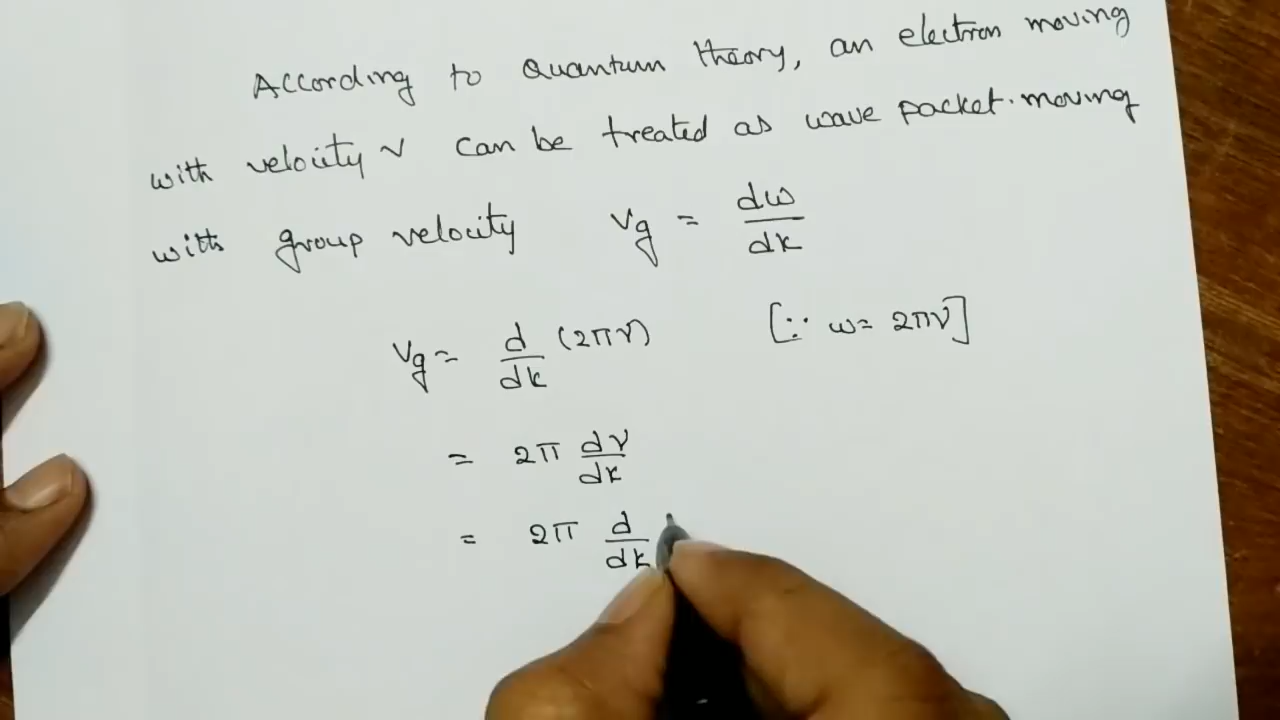 According to Quantum theory, an electron moving
with velocity v can be treated as wave packet. moving
with group velocity vg = dω/dk
vg = d/dk (2πν) [∵ ω = 2πν]
= 2π dν/dk
= 2π d/dk